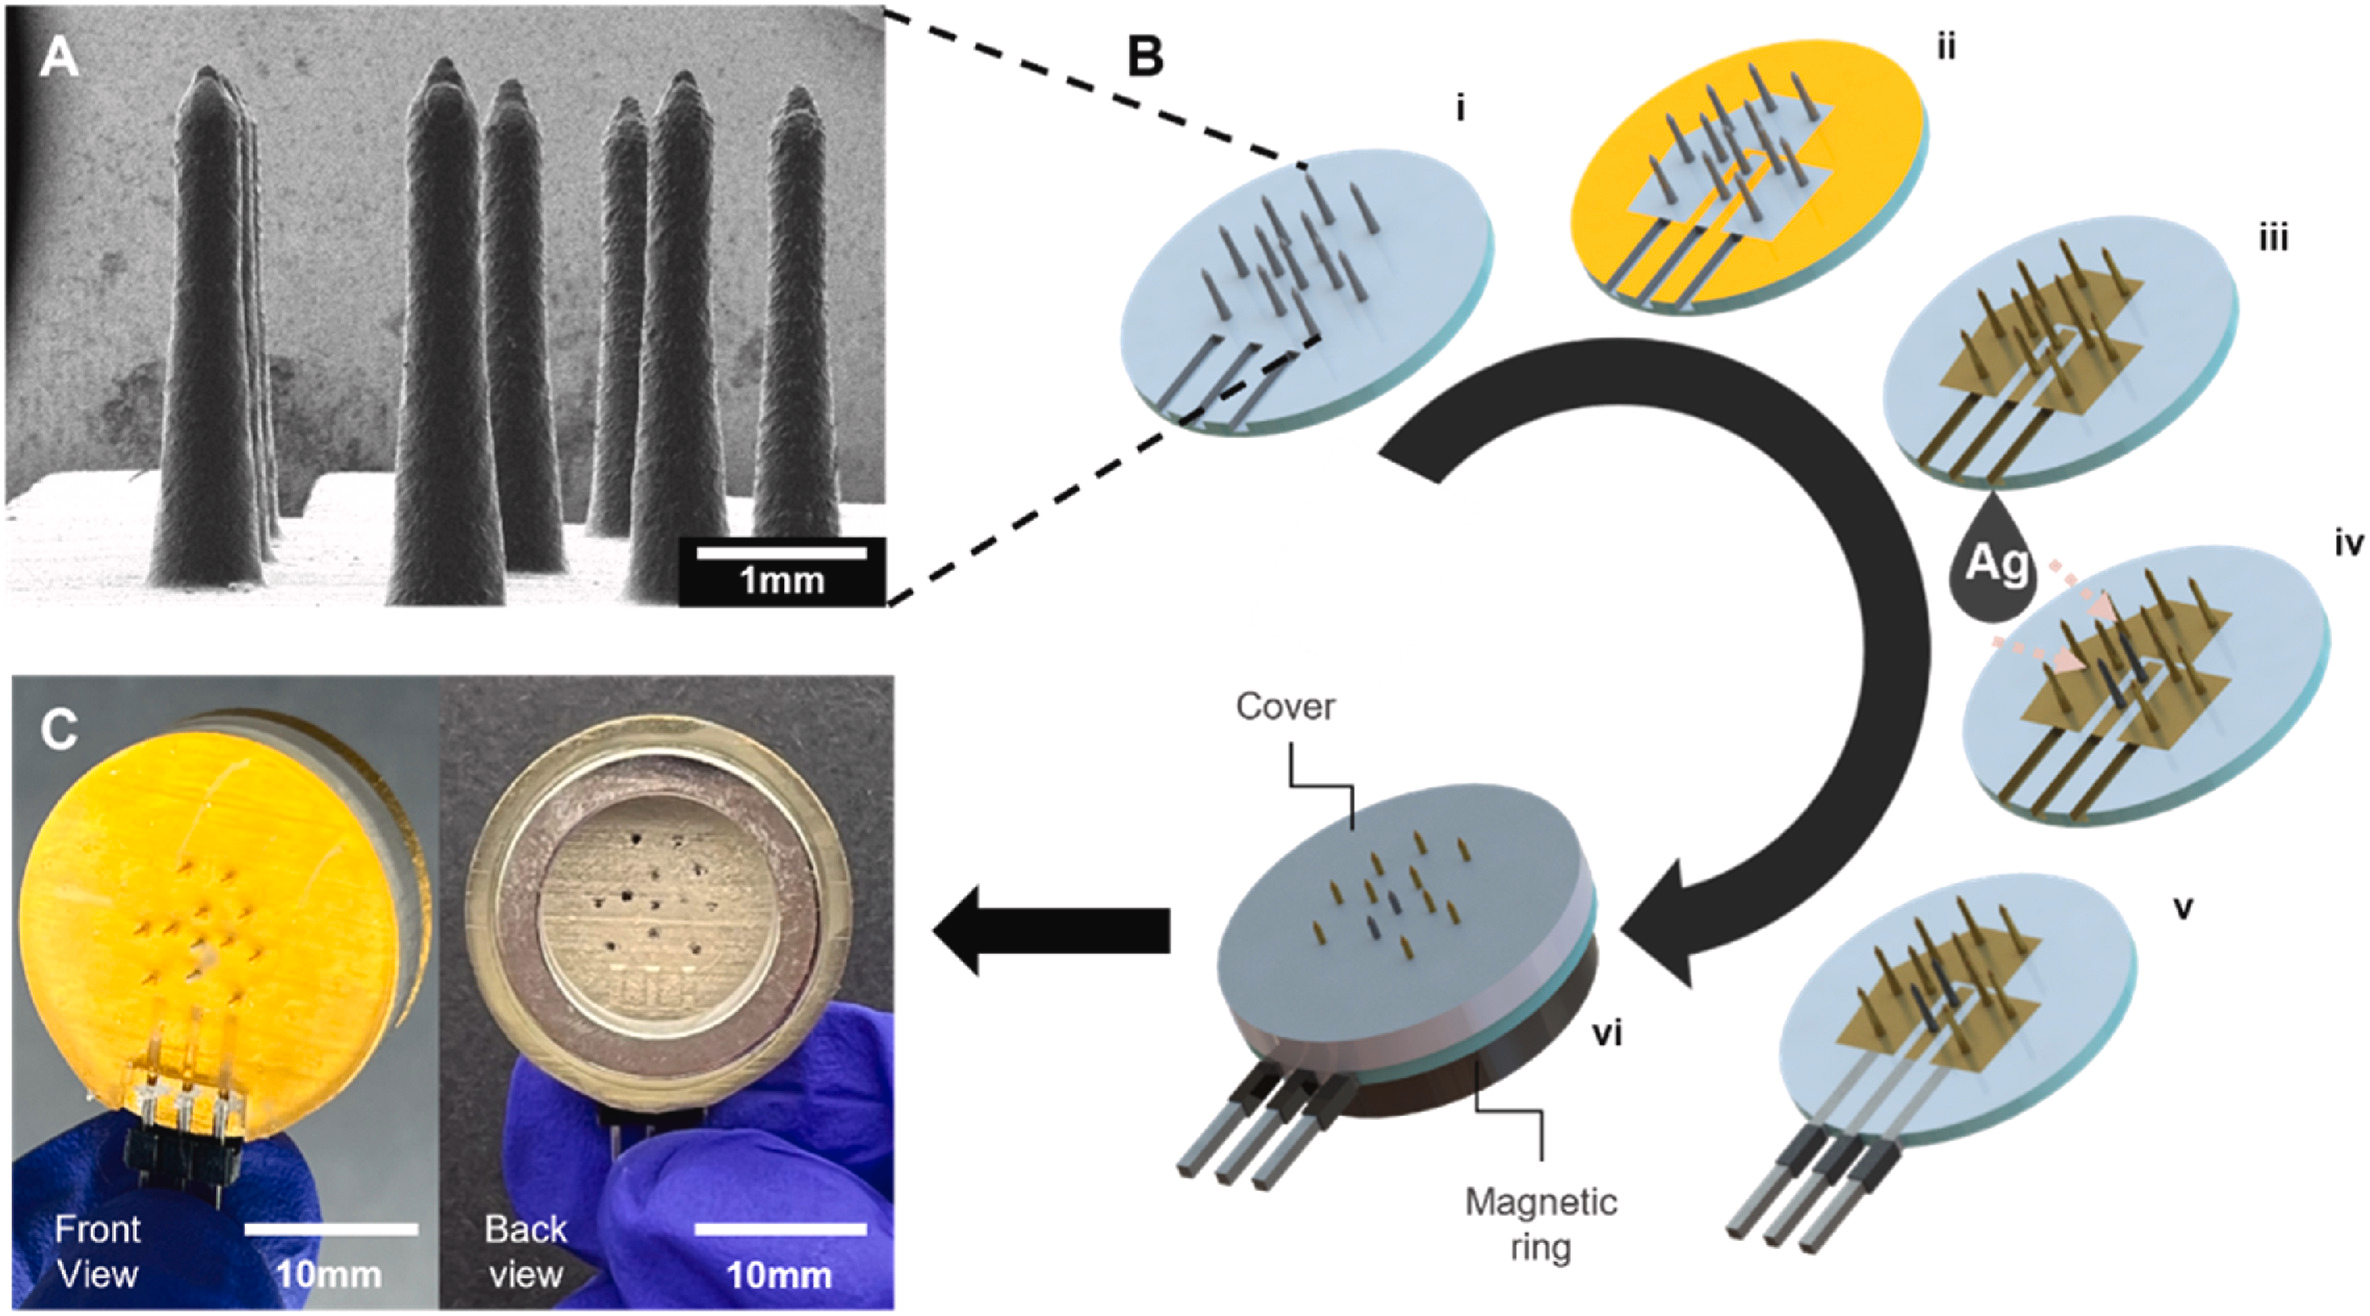 A
1mm
B
i
ii
iii
Ag
iv
v
vi
Cover
Magnetic
ring
C
Front
View
10mm
Back
view
10mm